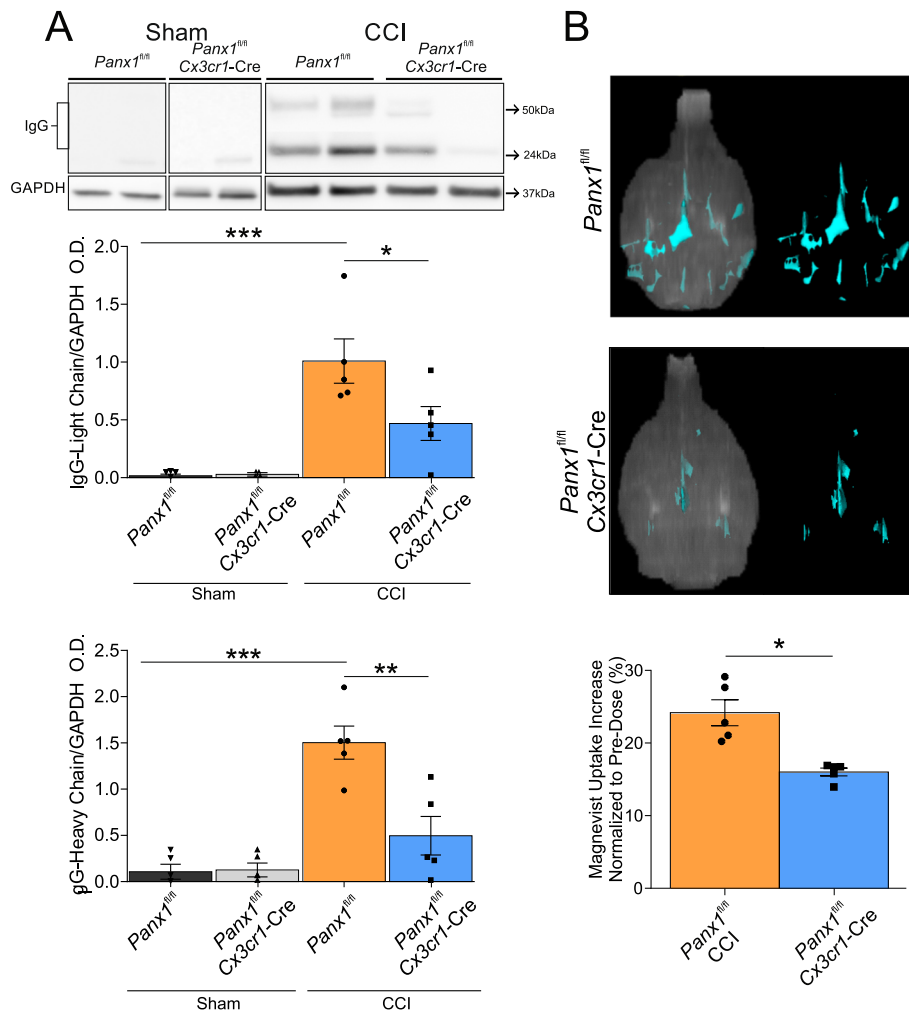 A
Sham
CCI
Panx1fl/fl
Panx1fl/fl
Cx3cr1-Cre
Panx1fl/fl
Panx1fl/fl
Cx3cr1-Cre
IgG
50kDa
24kDa
GAPDH
37kDa
IgG-Light Chain/GAPDH O.D.
2.0
1.5
1.0
0.5
0.0
***
*
Panx1fl/fl
Panx1fl/fl
Cx3cr1-Cre
Panx1fl/fl
Panx1fl/fl
Cx3cr1-Cre
Sham
CCI
gG-Heavy Chain/GAPDH O.D.
2.5
2.0
1.5
1.0
0.5
0.0
***
**
Panx1fl/fl
Panx1fl/fl
Cx3cr1-Cre
Panx1fl/fl
Panx1fl/fl
Cx3cr1-Cre
Sham
CCI
B
Panx1fl/fl
Panx1fl/fl
Cx3cr1-Cre
Magnevist Uptake Increase
Normalized to Pre-Dose (%)
30
20
10
0
*
Panx1fl/fl
CCI
Panx1fl/fl
Cx3cr1-Cre